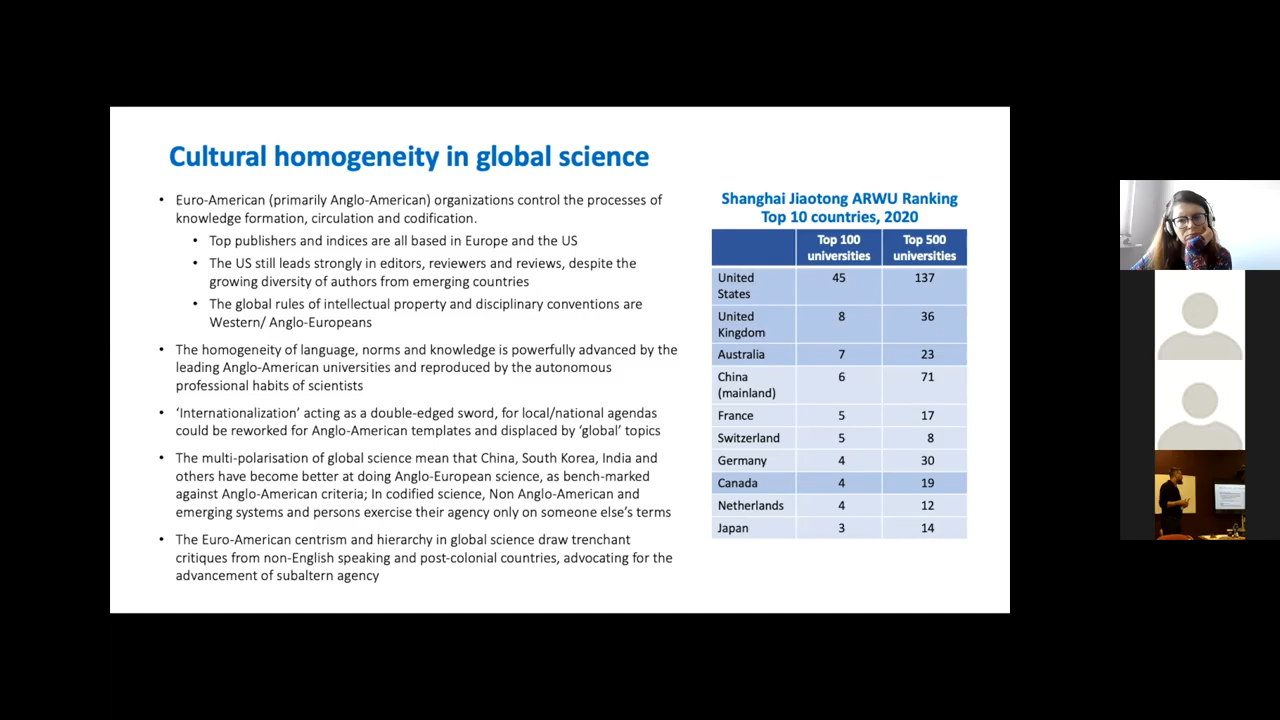 Cultural homogeneity in global science
• Euro-American (primarily Anglo-American) organizations control the processes of
knowledge formation, circulation and codification.
• Top publishers and indices are all based in Europe and the US
• The US still leads strongly in editors, reviewers and reviews, despite the
growing diversity of authors from emerging countries
• The global rules of intellectual property and disciplinary conventions are
Western/ Anglo-Europeans
• The homogeneity of language, norms and knowledge is powerfully advanced by the
leading Anglo-American universities and reproduced by the autonomous
professional habits of scientists
• ‘Internationalization’ acting as a double-edged sword, for local/national agendas
could be reworked for Anglo-American templates and displaced by ‘global’ topics
• The multi-polarisation of global science mean that China, South Korea, India and
others have become better at doing Anglo-European science, as bench-marked
against Anglo-American criteria; In codified science, Non Anglo-American and
emerging systems and persons exercise their agency only on someone else’s terms
• The Euro-American centrism and hierarchy in global science draw trenchant
critiques from non-English speaking and post-colonial countries, advocating for the
advancement of subaltern agency
Shanghai Jiaotong ARWU Ranking
Top 10 countries, 2020
Top 100 universities Top 500 universities
United States 45 137
United Kingdom 8 36
Australia 7 23
China (mainland) 6 71
France 5 17
Switzerland 5 8
Germany 4 30
Canada 4 19
Netherlands 4 12
Japan 3 14